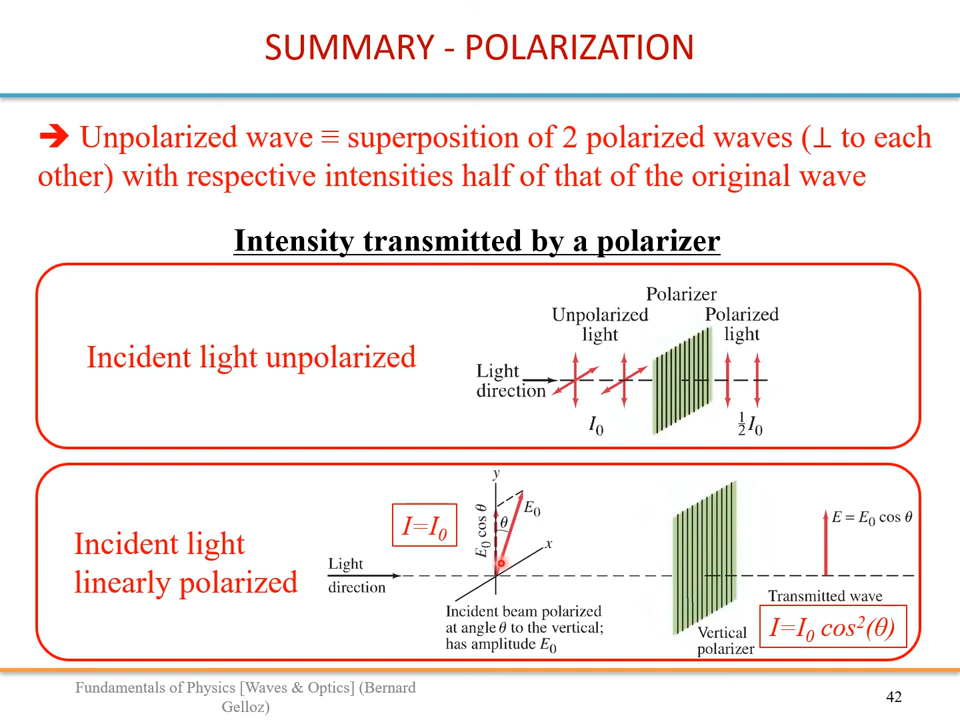 SUMMARY - POLARIZATION
➔ Unpolarized wave ≡ superposition of 2 polarized waves (⊥ to each
other) with respective intensities half of that of the original wave
Intensity transmitted by a polarizer
Incident light unpolarized
Polarizer
Unpolarized
light
Polarized
light
Light
direction
I₀
½I₀
Incident light
linearly polarized
I=I₀
y
E₀ cos θ
θ
E₀
x
Light
direction
Incident beam polarized
at angle θ to the vertical;
has amplitude E₀
Vertical
polarizer
E = E₀ cos θ
Transmitted wave
I=I₀ cos²(θ)
Fundamentals of Physics [Waves & Optics] (Bernard
Gelloz)
42